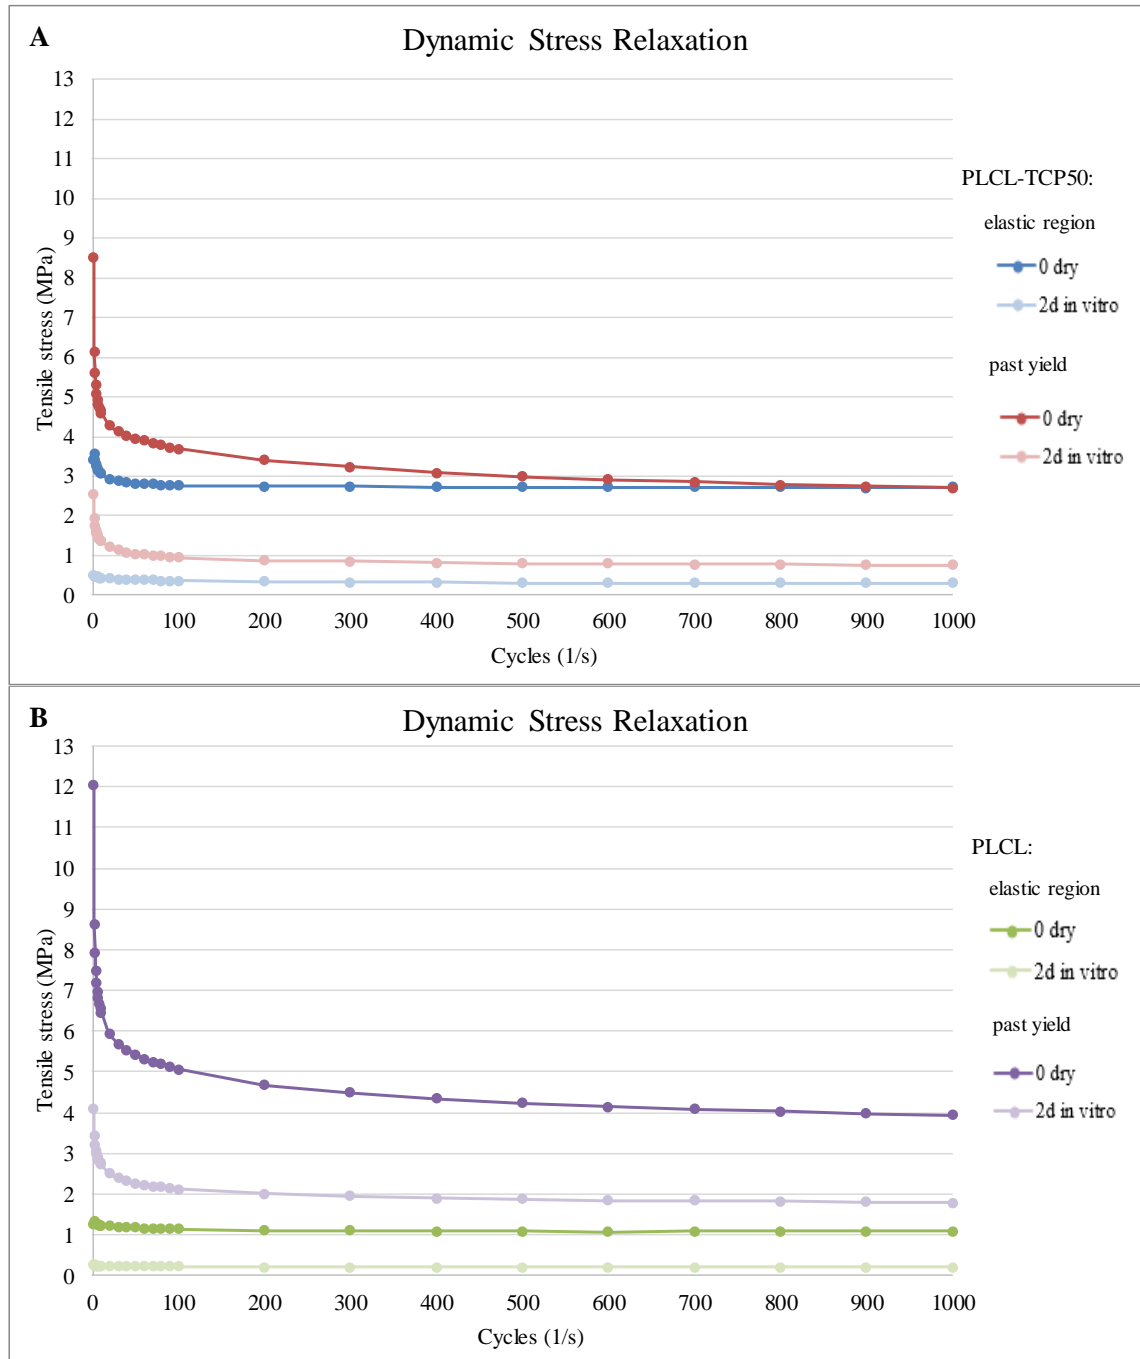 A
Dynamic Stress Relaxation
13
12
11
10
9
8
7
6
5
4
3
2
1
0
Tensile stress (MPa)
0 100 200 300 400 500 600 700 800 900 1000
Cycles (1/s)
PLCL-TCP50:
elastic region
0 dry
2d in vitro
past yield
0 dry
2d in vitro
B
Dynamic Stress Relaxation
13
12
11
10
9
8
7
6
5
4
3
2
1
0
Tensile stress (MPa)
0 100 200 300 400 500 600 700 800 900 1000
Cycles (1/s)
PLCL:
elastic region
0 dry
2d in vitro
past yield
0 dry
2d in vitro